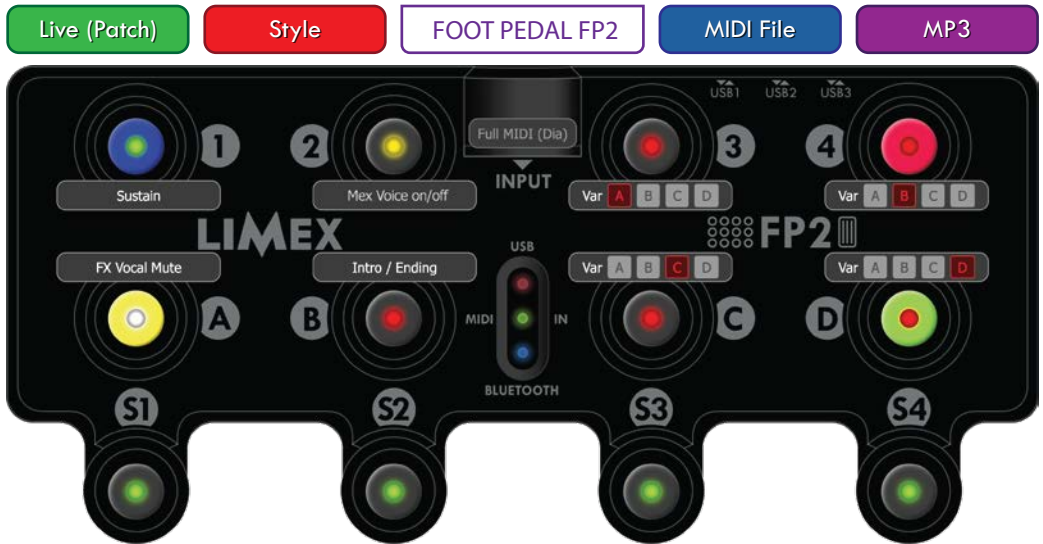 Live (Patch)
Style
FOOT PEDAL FP2
MIDI File
MP3
USB1 USB2 USB3
1
2
Full MIDI (Dia)
INPUT
3
4
Sustain
Mex Voice on/off
Var A B C D
Var A B C D
LIMEX
FP2
USB
FX Vocal Mute
Intro / Ending
Var A B C D
Var A B C D
A
B
MIDI IN
C
D
BLUETOOTH
S1
S2
S3
S4